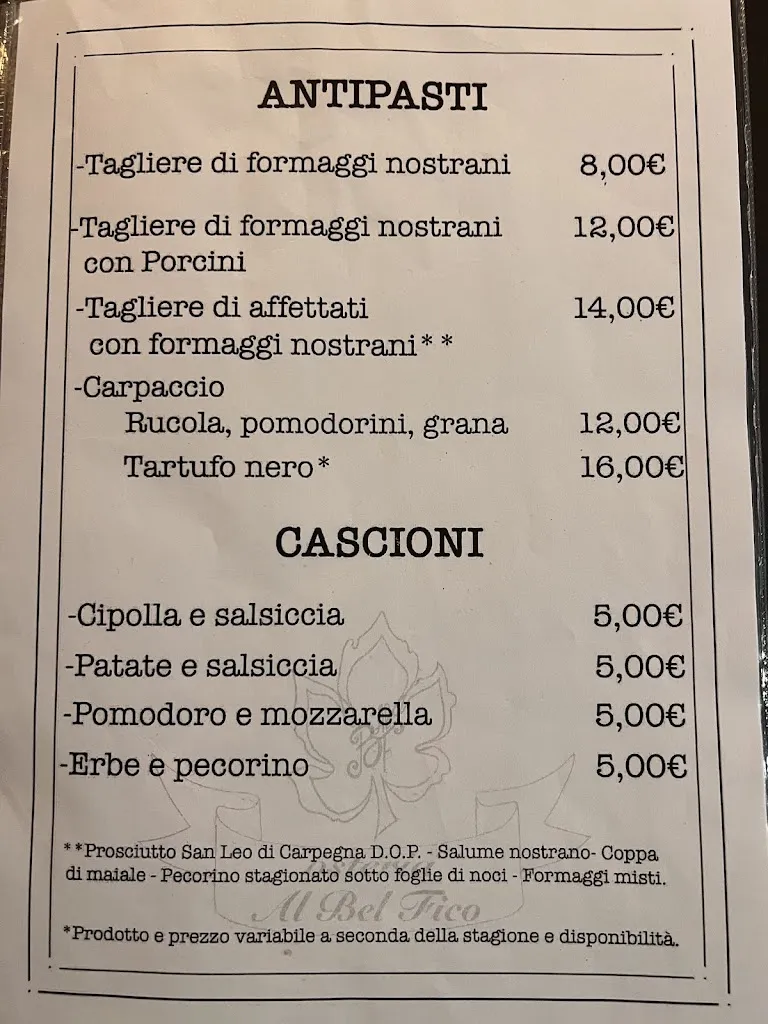 ANTIPASTI
-Tagliere di formaggi nostrani 8,00€
-Tagliere di formaggi nostrani 12,00€
con Porcini
-Tagliere di affettati 14,00€
con formaggi nostrani**
-Carpaccio
Rucola, pomodorini, grana 12,00€
Tartufo nero* 16,00€
CASCIONI
-Cipolla e salsiccia 5,00€
-Patate e salsiccia 5,00€
-Pomodoro e mozzarella 5,00€
-Erbe e pecorino 5,00€
**Prosciutto San Leo di Carpegna D.O.P. - Salume nostrano- Coppa
di maiale - Pecorino stagionato sotto foglie di noci - Formaggi misti.
osteria
Al Bel Fico
*Prodotto e prezzo variabile a seconda della stagione e disponibilità.